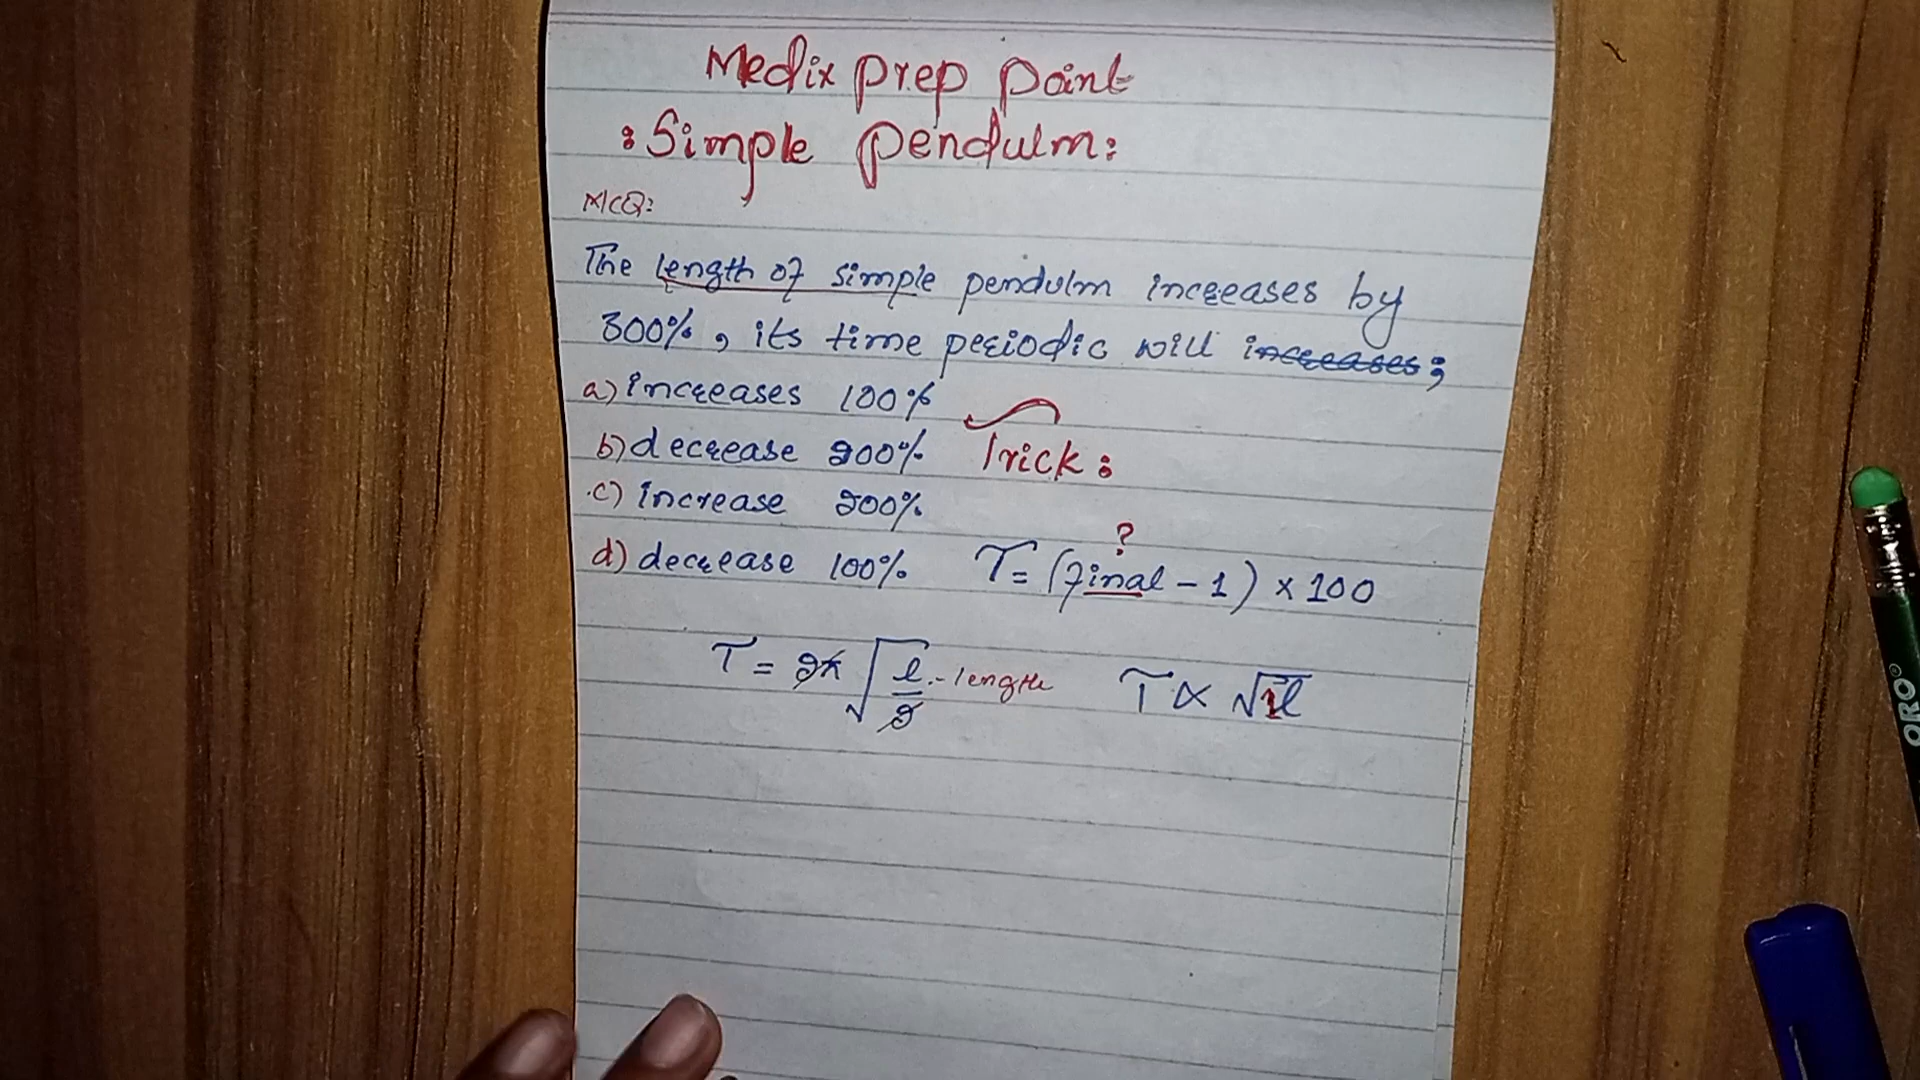 Medix prep point
:Simple pendulm:
MCQ:
The length of simple pendulm increases by
300%, its time periodic will increases;
a) increases 100%
b) decrease 200% Trick:
c) increase 200%
?
d) decrease 100% T = (final - 1) × 100
T = 2π √l/g - length T ∝ √l
ORO®